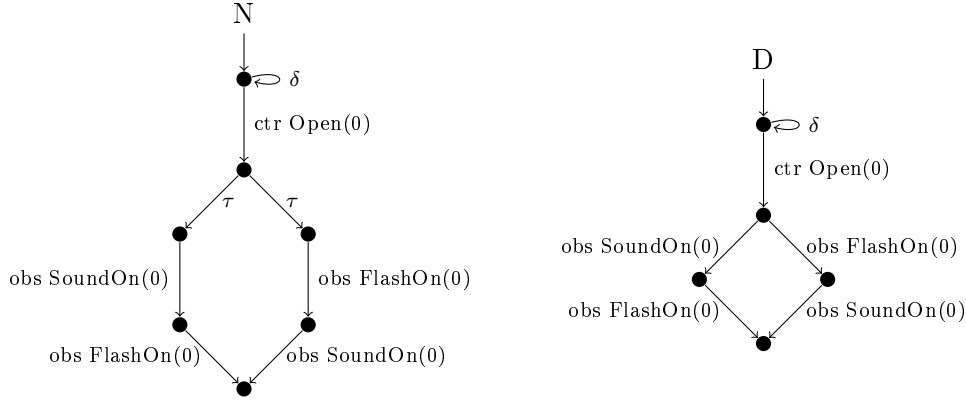 N
δ
ctr Open(0)
τ τ
obs SoundOn(0) obs FlashOn(0)
obs FlashOn(0) obs SoundOn(0)
D
δ
ctr Open(0)
obs SoundOn(0) obs FlashOn(0)
obs FlashOn(0) obs SoundOn(0)